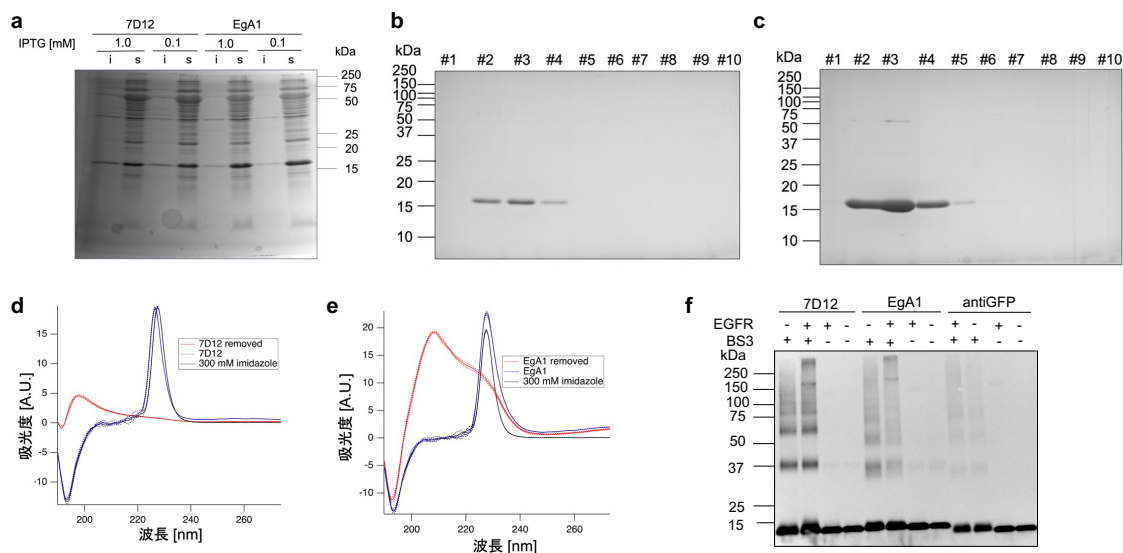 a
7D12 EgA1
IPTG [mM] 1.0 0.1 1.0 0.1
i s i s i s i s kDa
250
75
50
25
20
15
b
kDa #1 #2 #3 #4 #5 #6 #7 #8 #9 #10
250
150
100
75
50
37
25
20
15
10
c
kDa #1 #2 #3 #4 #5 #6 #7 #8 #9 #10
250
150
100
75
50
37
25
20
15
10
d
吸光度 [A.U.]
15
10
5
0
-5
-10
7D12 removed
7D12
300 mM imidazole
200 220 240 260
波長 [nm]
e
吸光度 [A.U.]
20
15
10
5
0
-5
-10
EgA1 removed
EgA1
300 mM imidazole
200 220 240 260
波長 [nm]
f
7D12 EgA1 antiGFP
EGFR - + + - - + + - + - + -
BS3 + + - - + + - - + + - -
kDa
250
150
100
75
50
37
25
15